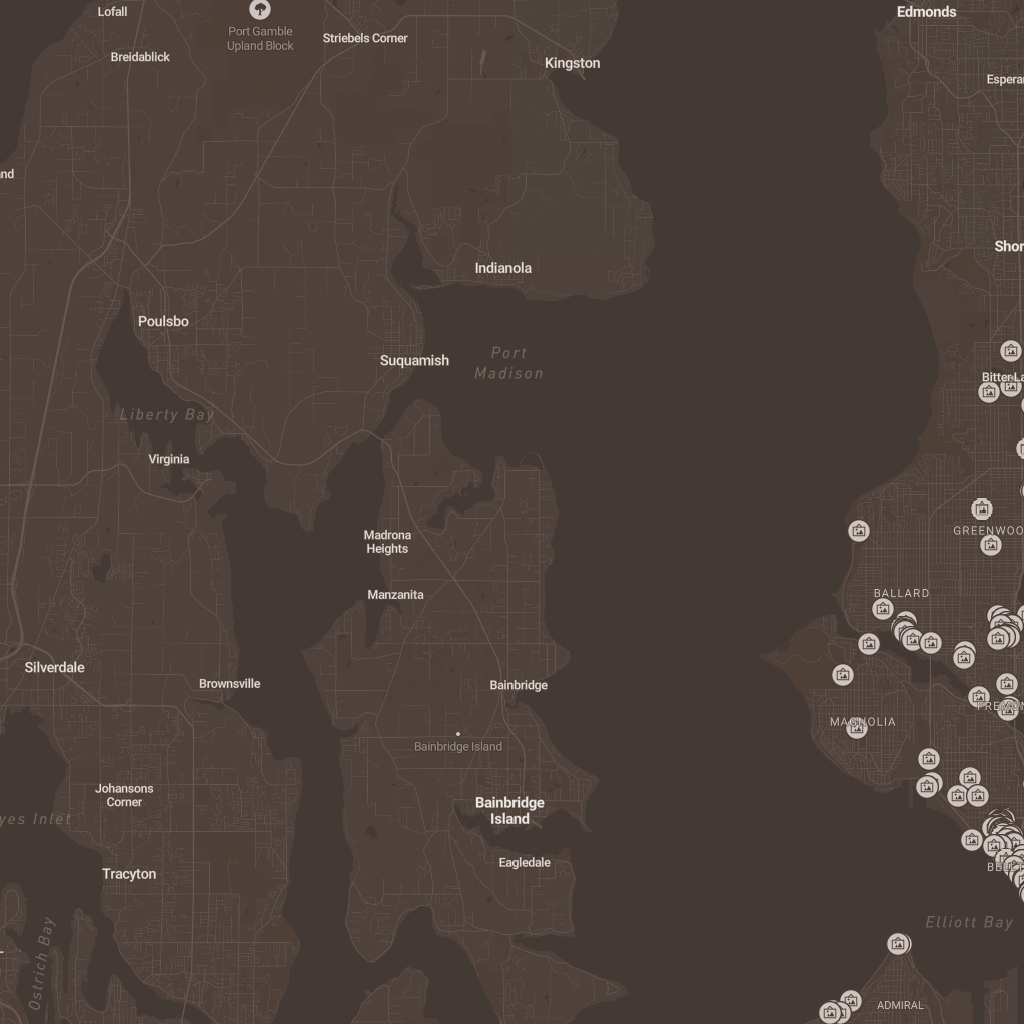 Lofall
Port Gamble
Upland Block
Striebels Corner
Edmonds
Breidablick
Kingston
Espera
nd
Shor
Indianola
Poulsbo
Port
Madison
Suquamish
Bitter La
Liberty Bay
Virginia
Madrona
Heights
GREENWOO
Manzanita
BALLARD
Silverdale
Brownsville
Bainbridge
FREMON
MAGNOLIA
Bainbridge Island
Johansons
Corner
Bainbridge
Island
yes Inlet
Eagledale
BE
Tracyton
Elliott Bay
Ostrich Bay
ADMIRAL